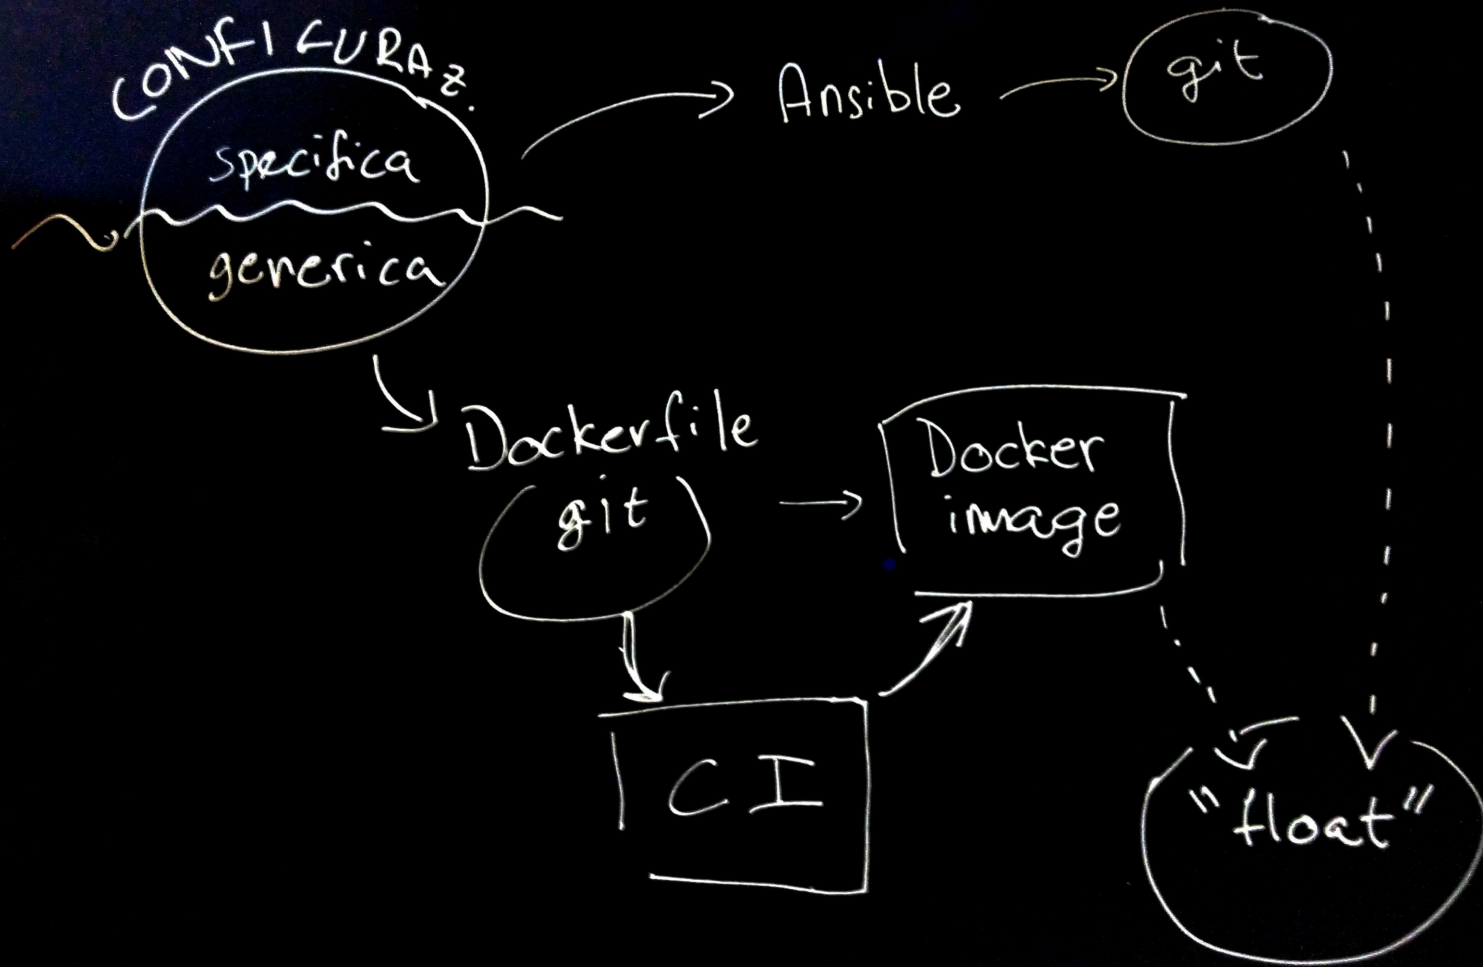 CONFIGURAZ.
specifica
generica
Ansible
git
Dockerfile
git
Docker
image
CI
"float"